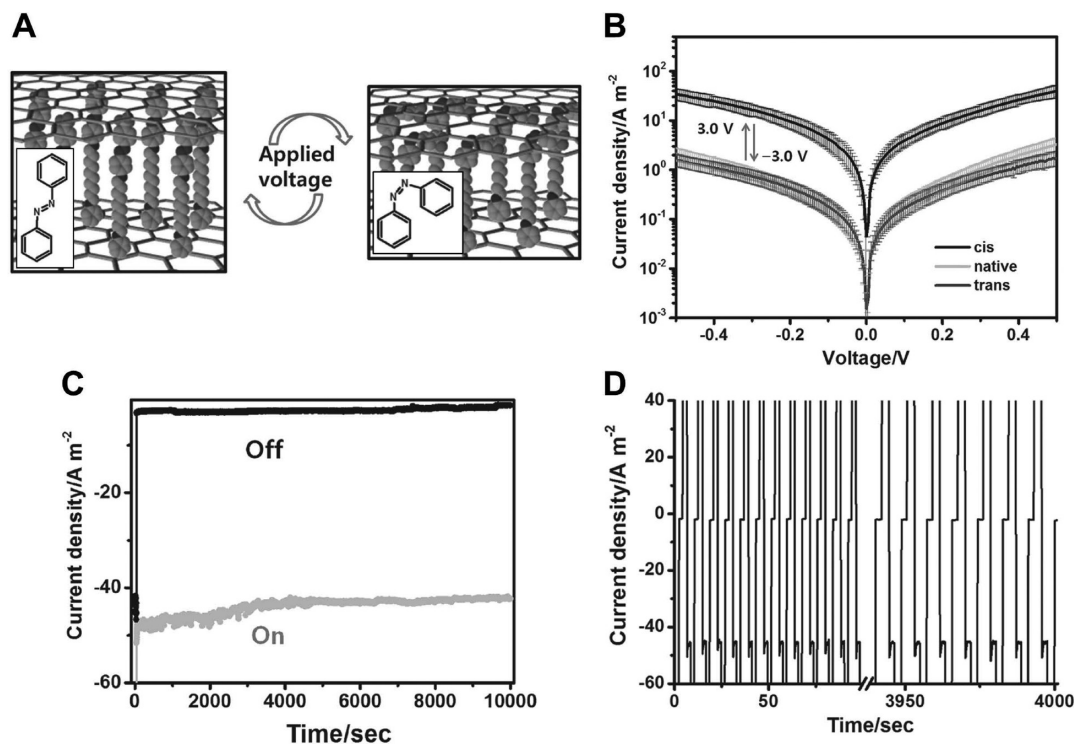 A
Applied
voltage
N
N
N
N
B
Current density/A m⁻²
10²
10¹
10⁰
10⁻¹
10⁻²
10⁻³
3.0 V
−3.0 V
cis
native
trans
-0.4
-0.2
0.0
0.2
0.4
Voltage/V
C
Current density/A m⁻²
-20
-40
-60
Off
On
0
2000
4000
6000
8000
10000
Time/sec
D
Current density/A m⁻²
40
20
0
-20
-40
-60
0
50
3950
4000
Time/sec